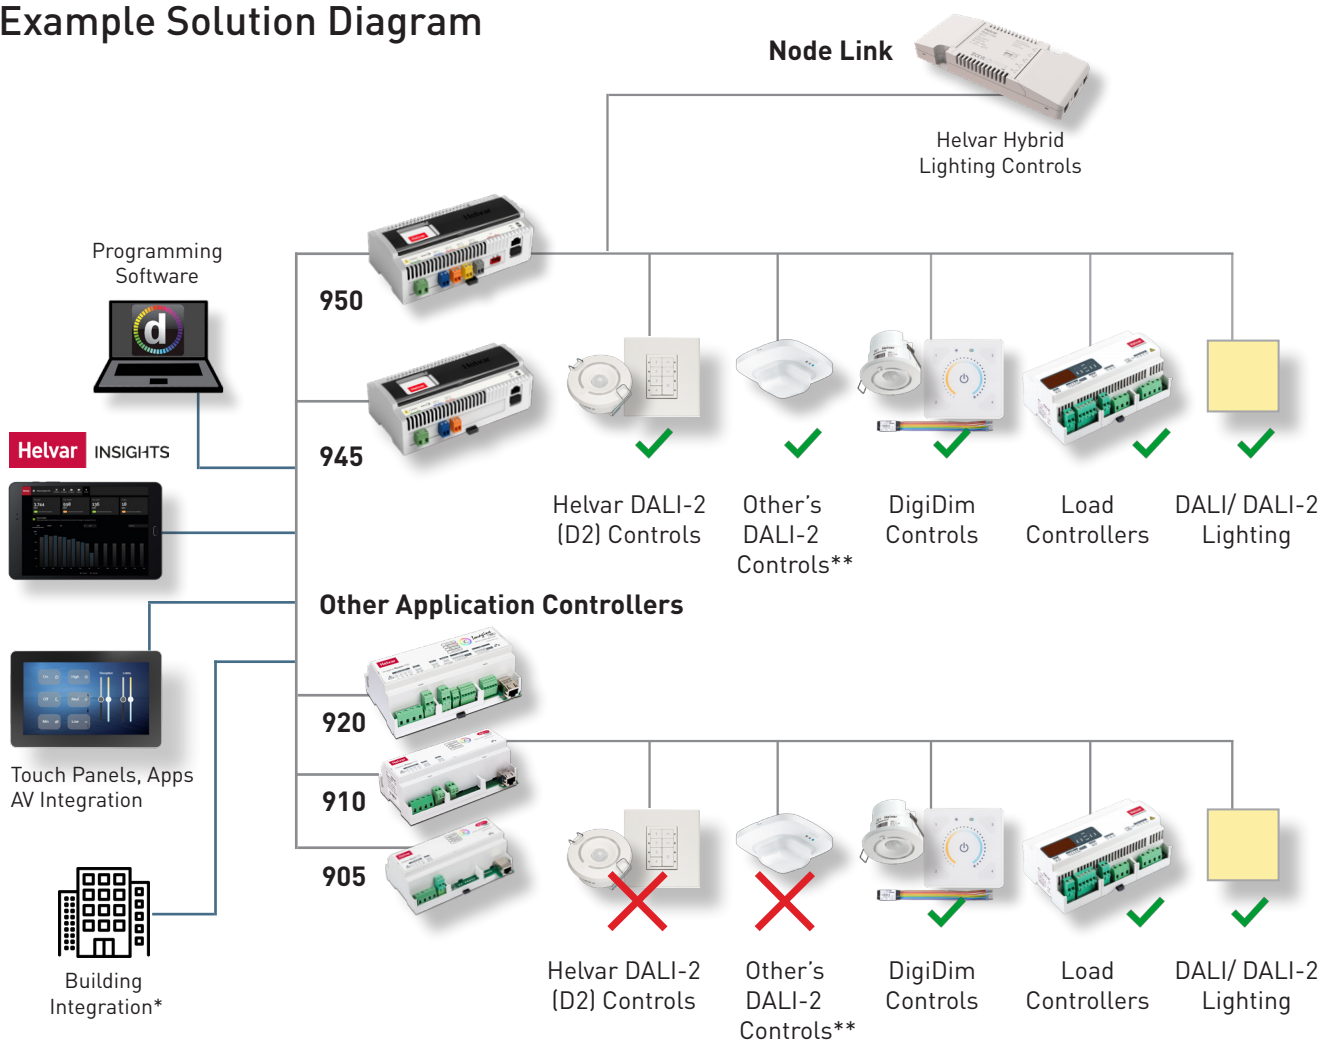 Example Solution Diagram
Node Link
Helvar Hybrid
Lighting Controls
Programming
Software
d
950
945
Helvar INSIGHTS
Helvar DALI-2
(D2) Controls
Other's
DALI-2
Controls**
DigiDim
Controls
Load
Controllers
DALI/ DALI-2
Lighting
Other Application Controllers
920
910
905
Touch Panels, Apps
AV Integration
Building
Integration*
Helvar DALI-2
(D2) Controls
Other's
DALI-2
Controls**
DigiDim
Controls
Load
Controllers
DALI/ DALI-2
Lighting